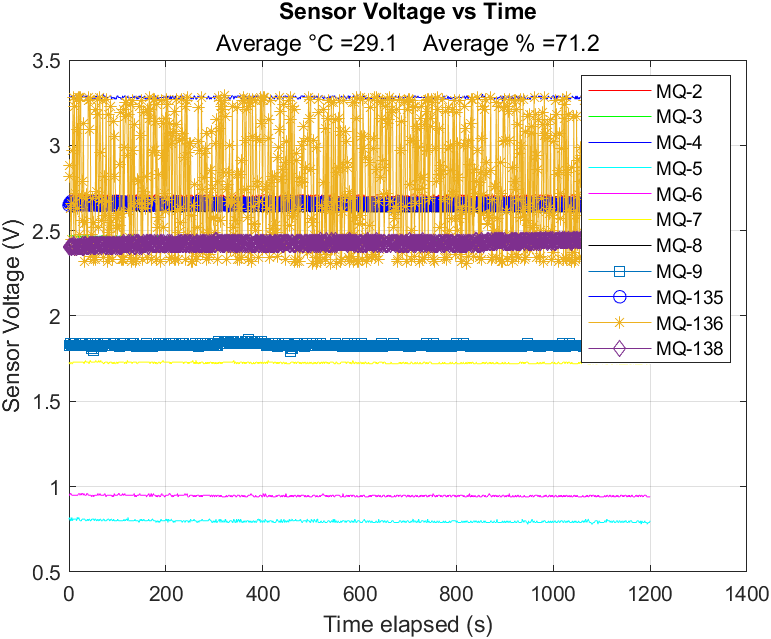 Sensor Voltage vs Time
Average °C =29.1 Average % =71.2
3.5
3
2.5
2
1.5
1
0.5
Sensor Voltage (V)
MQ-2
MQ-3
MQ-4
MQ-5
MQ-6
MQ-7
MQ-8
MQ-9
MQ-135
MQ-136
MQ-138
0 200 400 600 800 1000 1200 1400
Time elapsed (s)